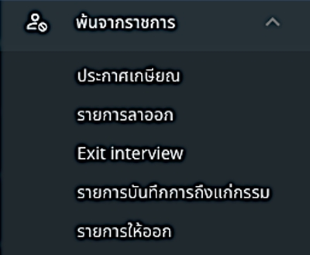 พ้นจากราชการ
ประกาศเกษียณ
รายการลาออก
Exit interview
รายการบันทึกการถึงแก่กรรม
รายการให้ออก